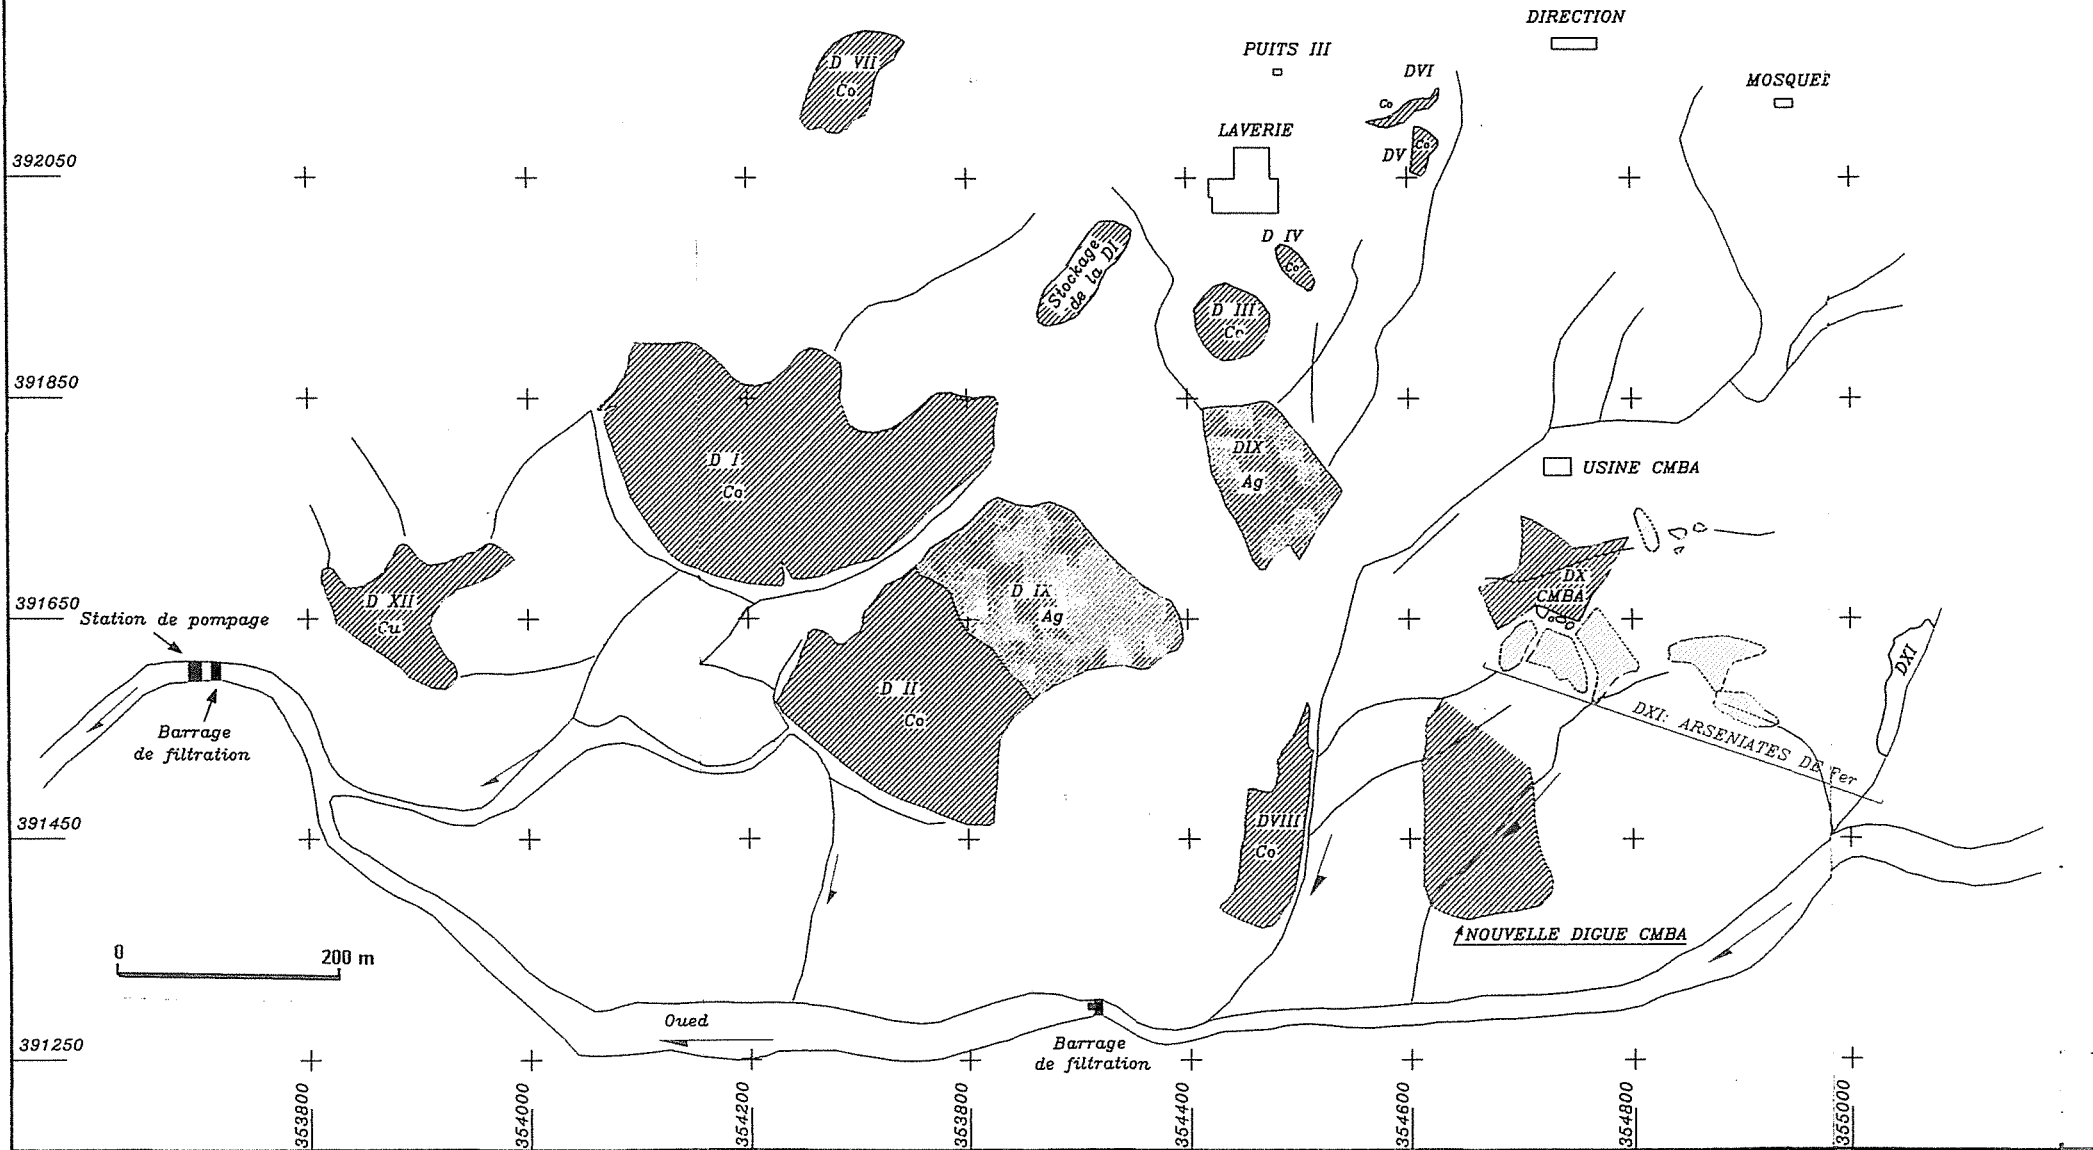 DIRECTION
PUITS III
D VII
Co
DVI
Co
MOSQUEE
LAVERIE
Co
DV
392050
D IV
Co
Stockage
de la DI
D III
Co
391850
DIX
Ag
D I
Co
USINE CMBA
DX
CMBA
D IX
Ag
D XII
Cu
391650
Station de pompage
DXI
D II
Co
Barrage
de filtration
DXI: ARSENIATES DE Fer
DVIII
Co
391450
NOUVELLE DIGUE CMBA
0 200 m
Oued
Barrage
de filtration
391250
353800
354000
354200
353800
354400
354600
354800
355000